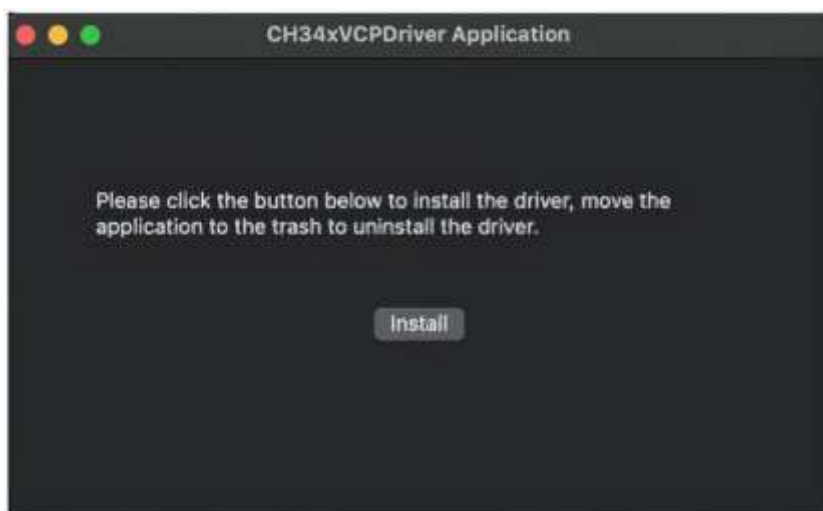 CH34xVCPDriver Application
Please click the button below to install the driver, move the
application to the trash to uninstall the driver.
Install